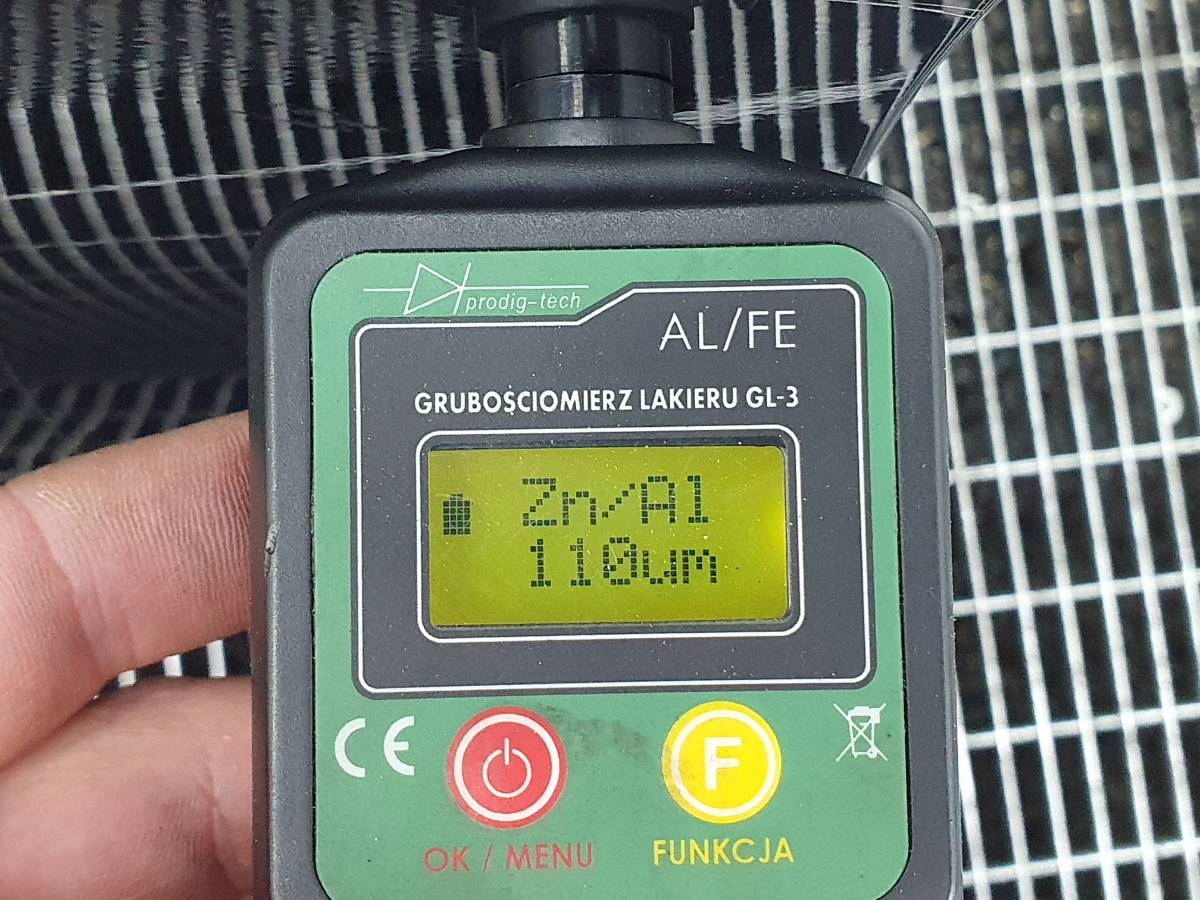 prodig-tech
AL/FE
GRUBOŚCIOMIERZ LAKIERU GL-3
Zn/Al
110um
CE
F
OK / MENU
FUNKCJA